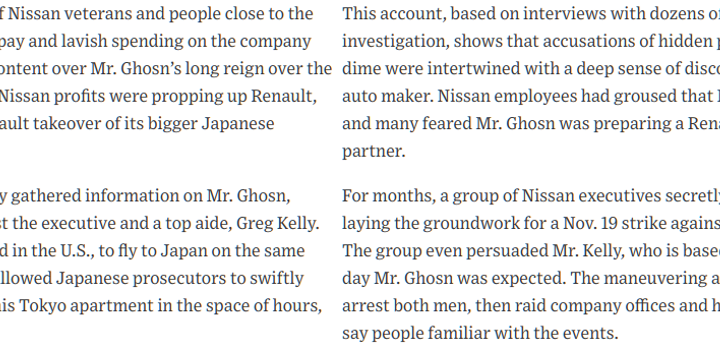 f Nissan veterans and people close to the
pay and lavish spending on the company
ontent over Mr. Ghosn’s long reign over the
Nissan profits were propping up Renault,
ault takeover of its bigger Japanese
y gathered information on Mr. Ghosn,
st the executive and a top aide, Greg Kelly.
d in the U.S., to fly to Japan on the same
llowed Japanese prosecutors to swiftly
is Tokyo apartment in the space of hours,
This account, based on interviews with dozens o
investigation, shows that accusations of hidden
dime were intertwined with a deep sense of disco
auto maker. Nissan employees had groused that
and many feared Mr. Ghosn was preparing a Ren
partner.
For months, a group of Nissan executives secretly
laying the groundwork for a Nov. 19 strike agains
The group even persuaded Mr. Kelly, who is base
day Mr. Ghosn was expected. The maneuvering a
arrest both men, then raid company offices and h
say people familiar with the events.